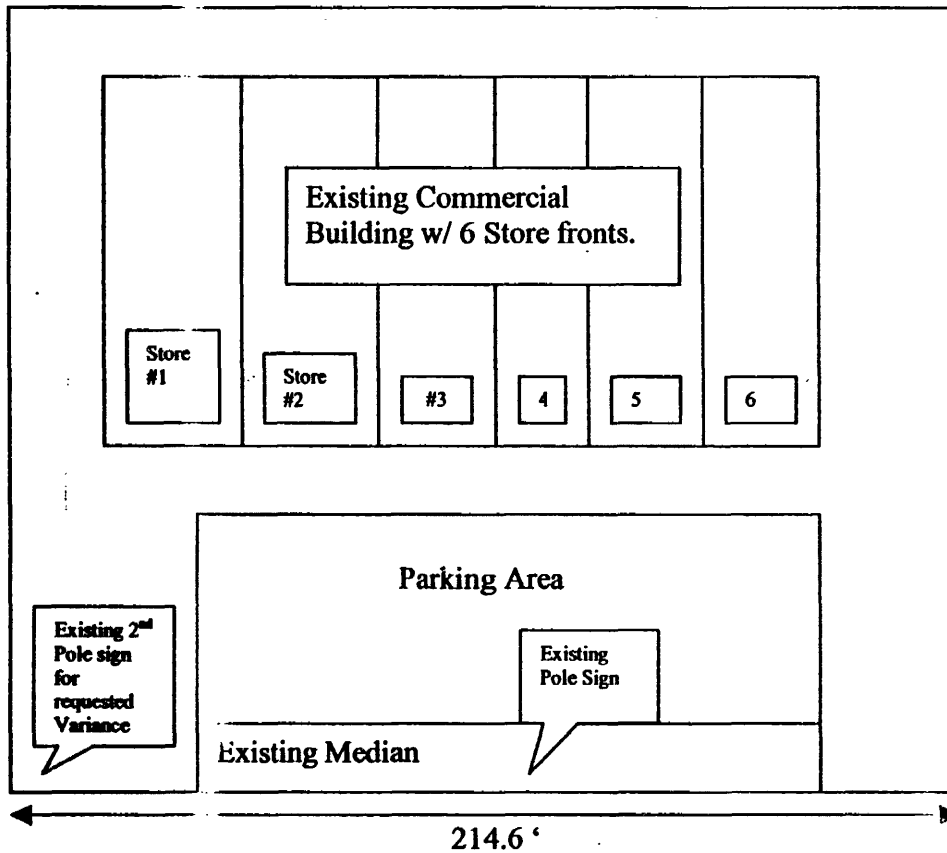 Existing Commercial
Building w/ 6 Store fronts.
Store
#1
Store
#2
#3
4
5
6
Parking Area
Existing 2nd
Pole sign
for
requested
Variance
Existing
Pole Sign
Existing Median
214.6 ‘